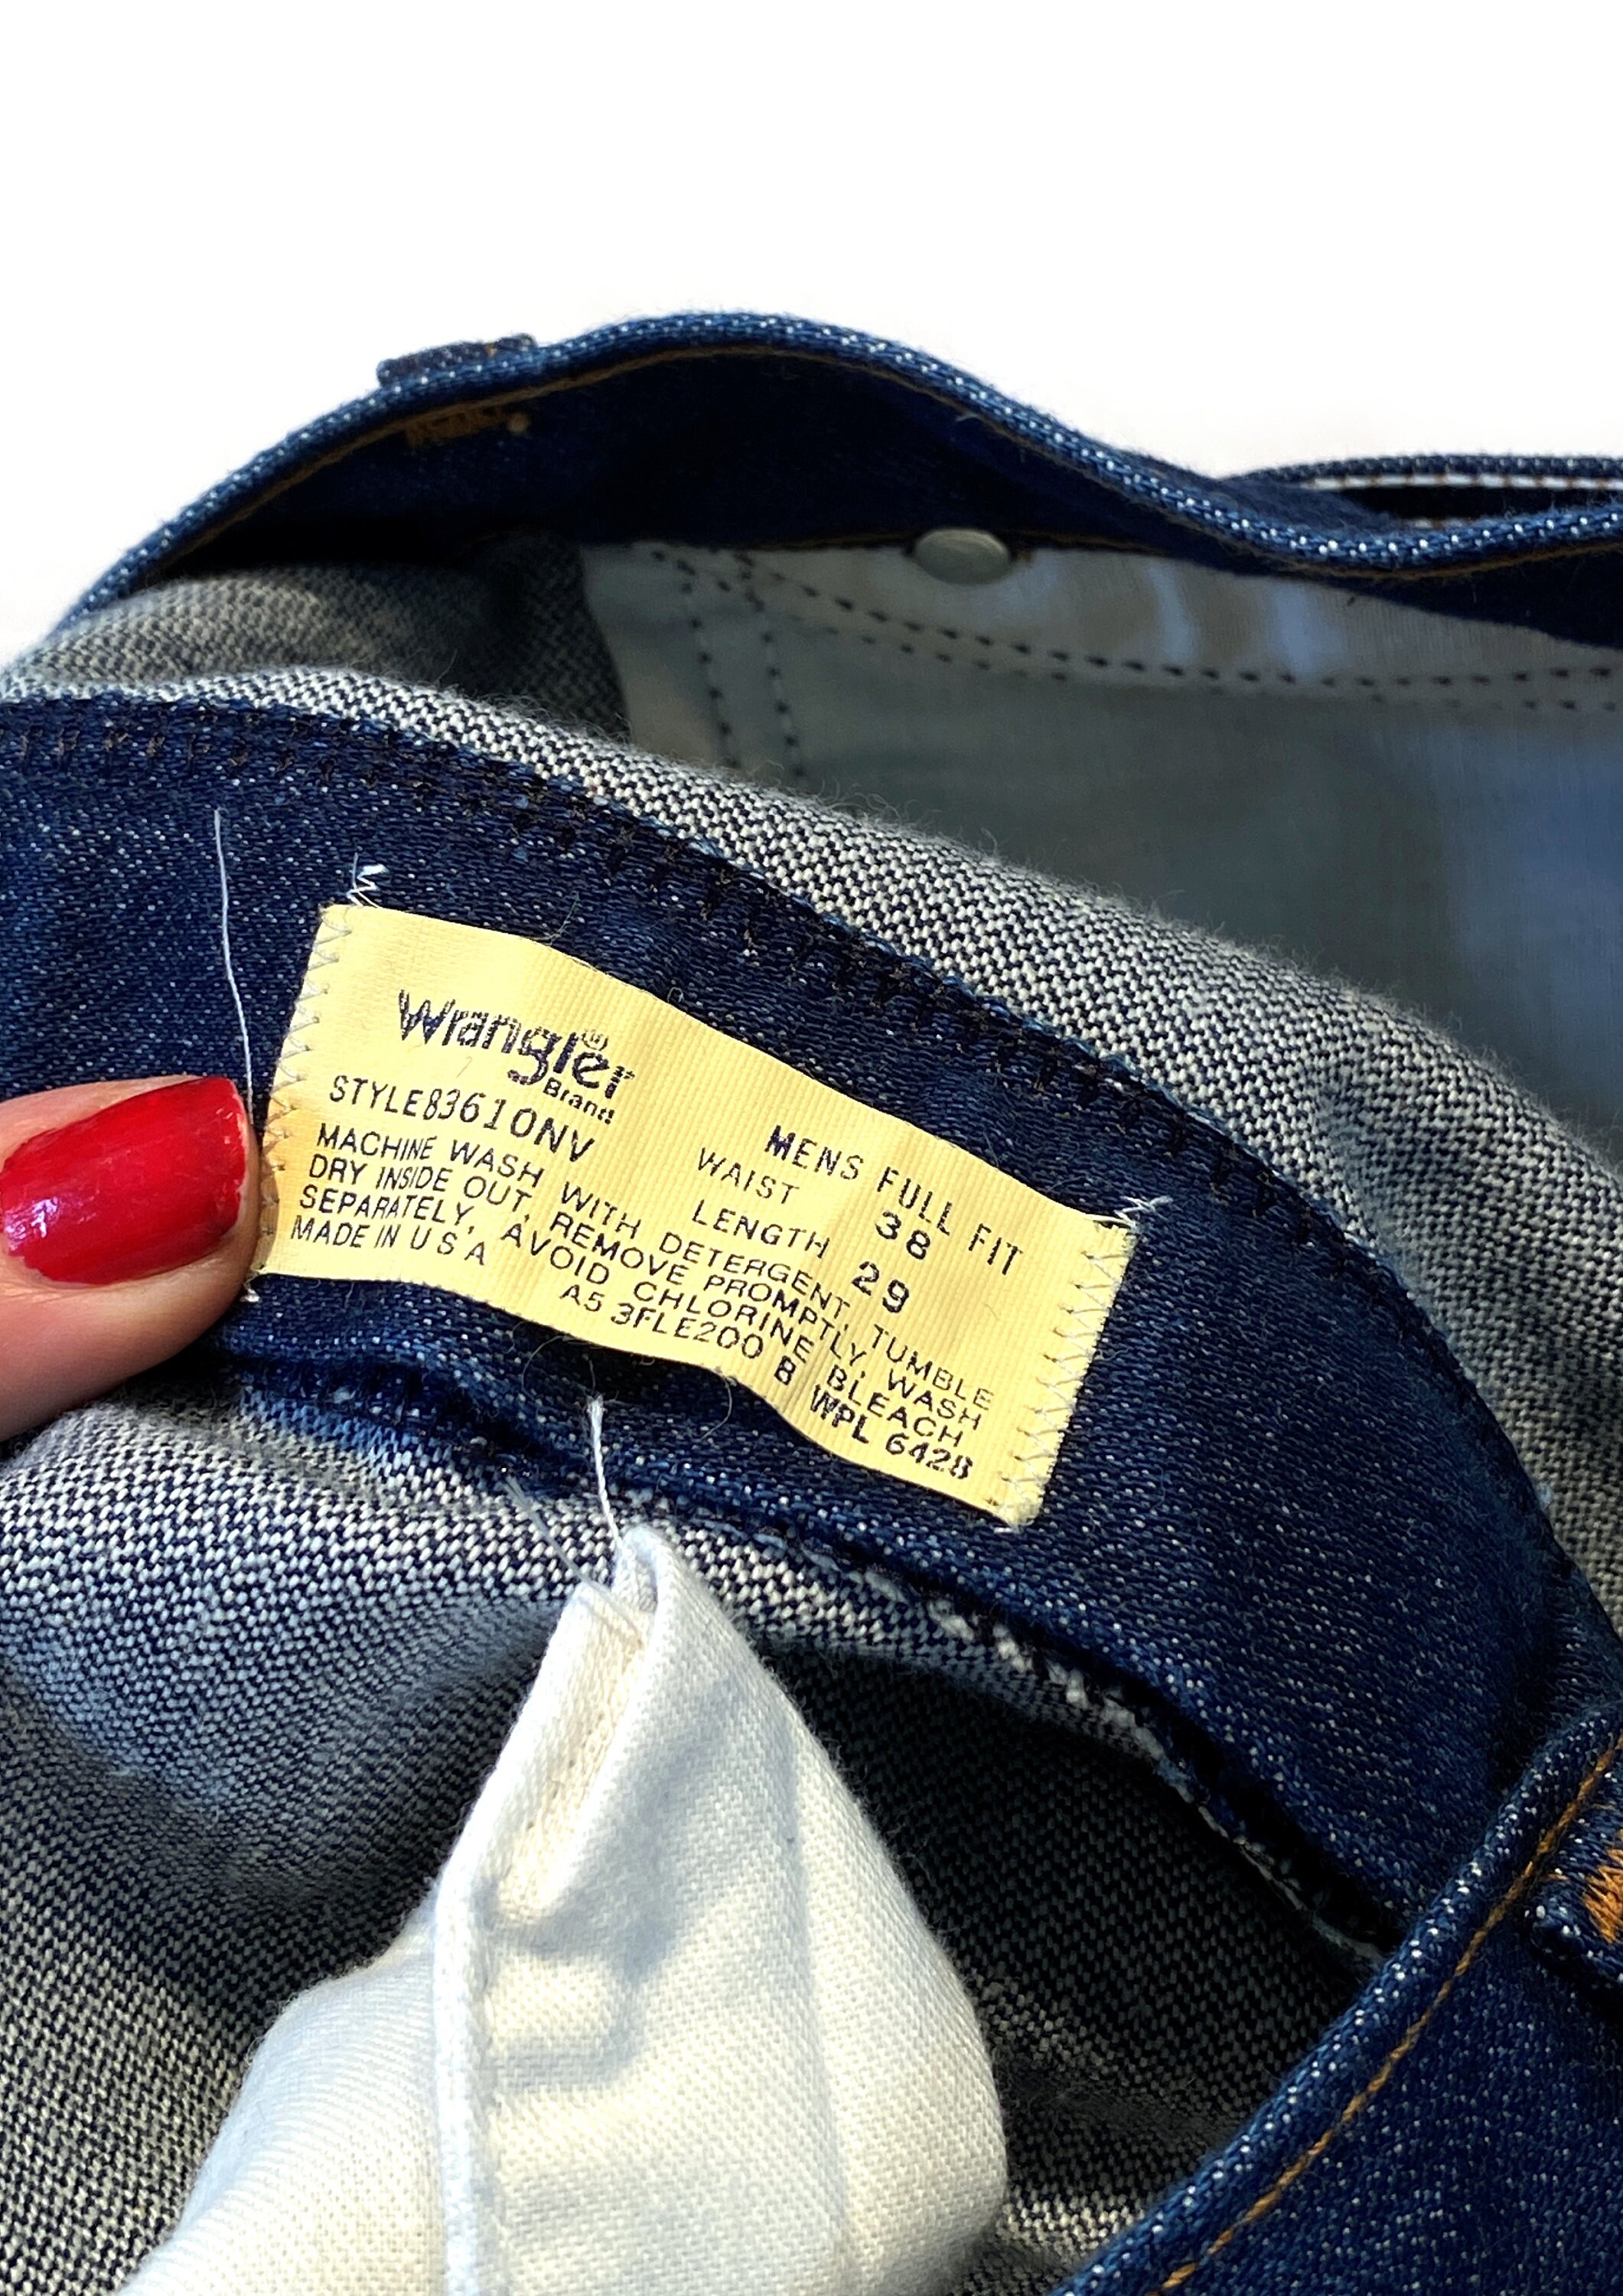 Wrangler®
Brand
STYLE83610NV
MENS FULL FIT
WAIST 38
LENGTH 29
MACHINE WASH WITH DETERGENT, TUMBLE
DRY INSIDE OUT, REMOVE PROMPTLY, WASH
SEPARATELY, AVOID CHLORINE BLEACH
MADE IN U S A A5 3FLE200 B WPL 6428